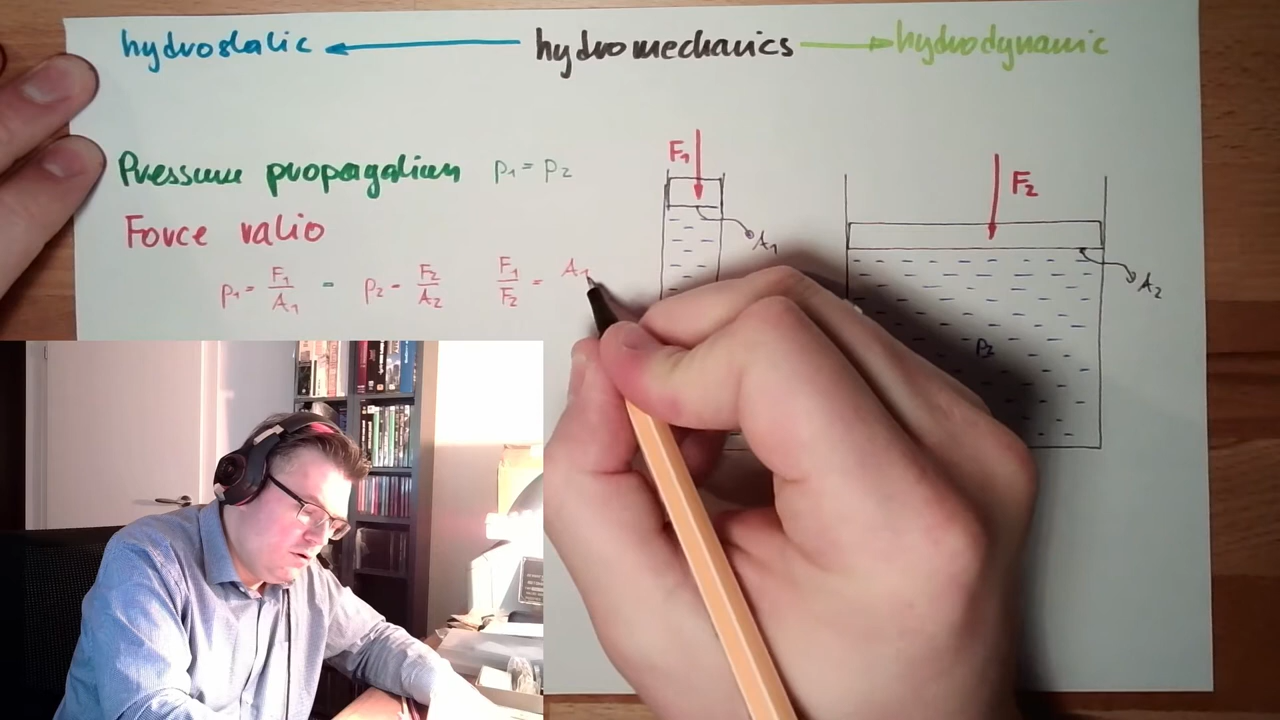 hydrostatic ← hydromechanics → hydrodynamic
Pressure propagation p₁ = p₂
Force ratio
p₁ = F₁/A₁ = p₂ = F₂/A₂ F₁/F₂ = A₁
F₁
A₁
F₂
A₂
p₂